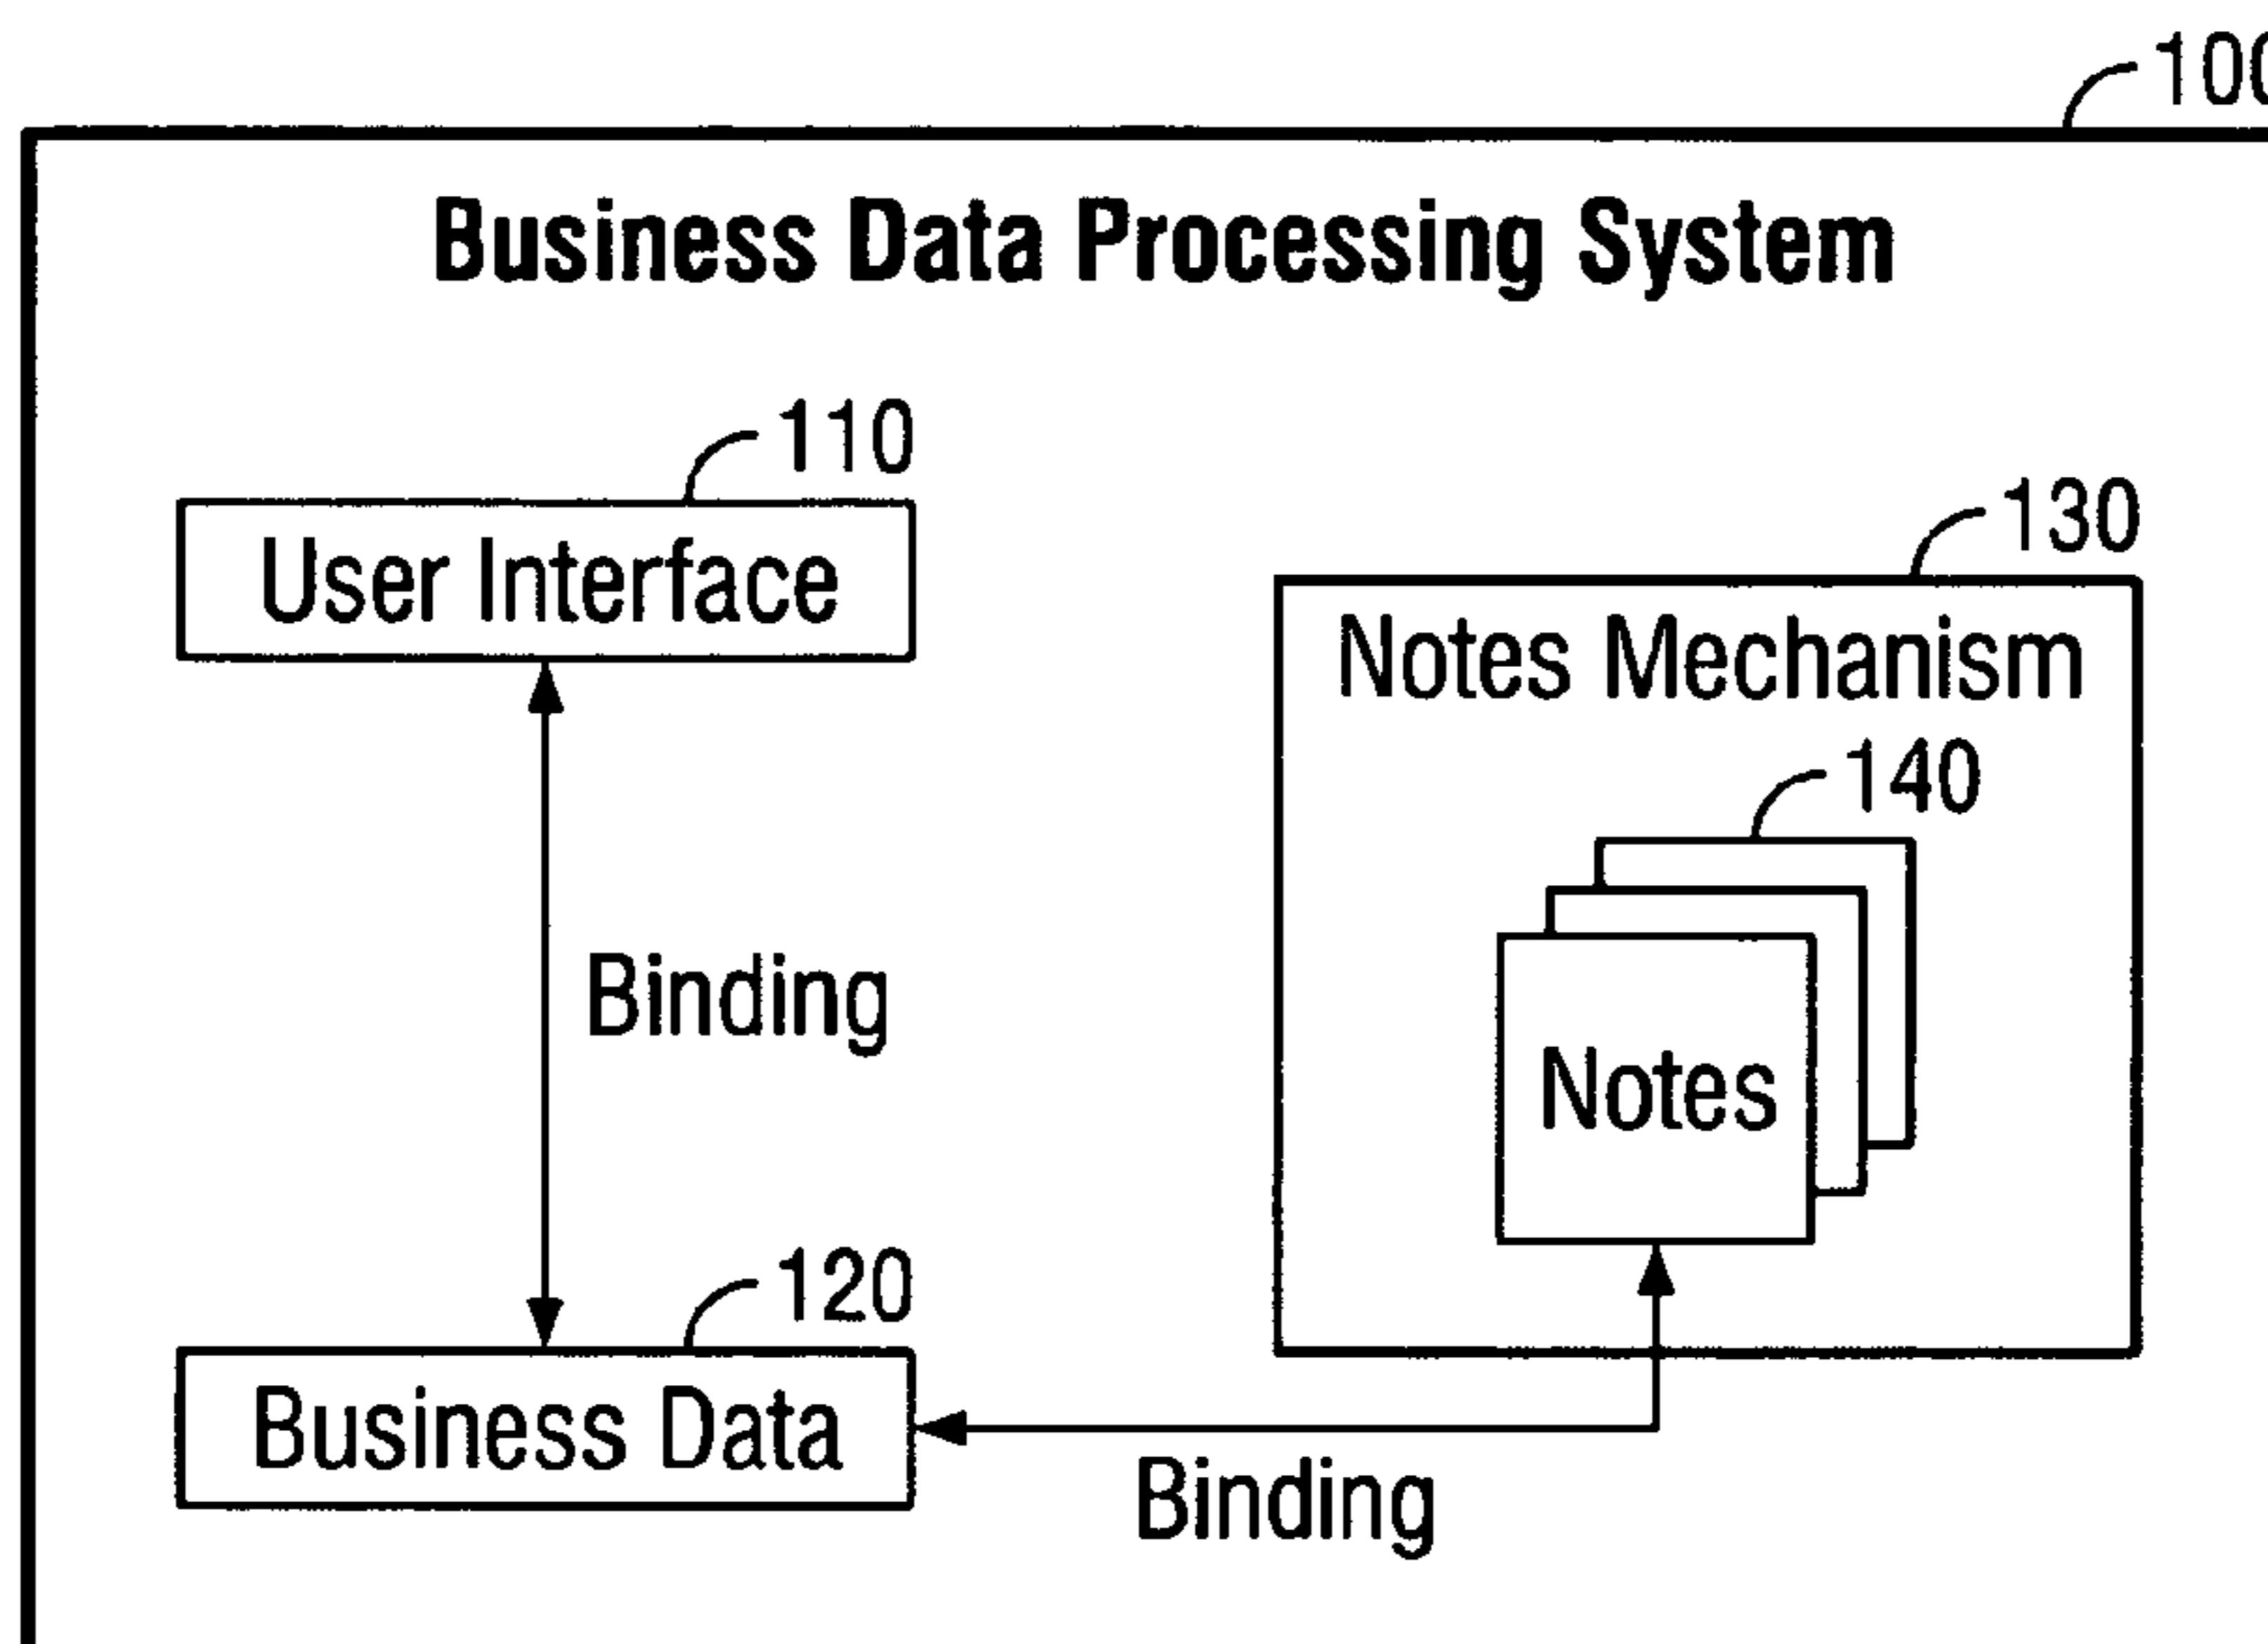 100
Business Data Processing System
110
User Interface
130
Notes Mechanism
140
Notes
Binding
120
Business Data
Binding